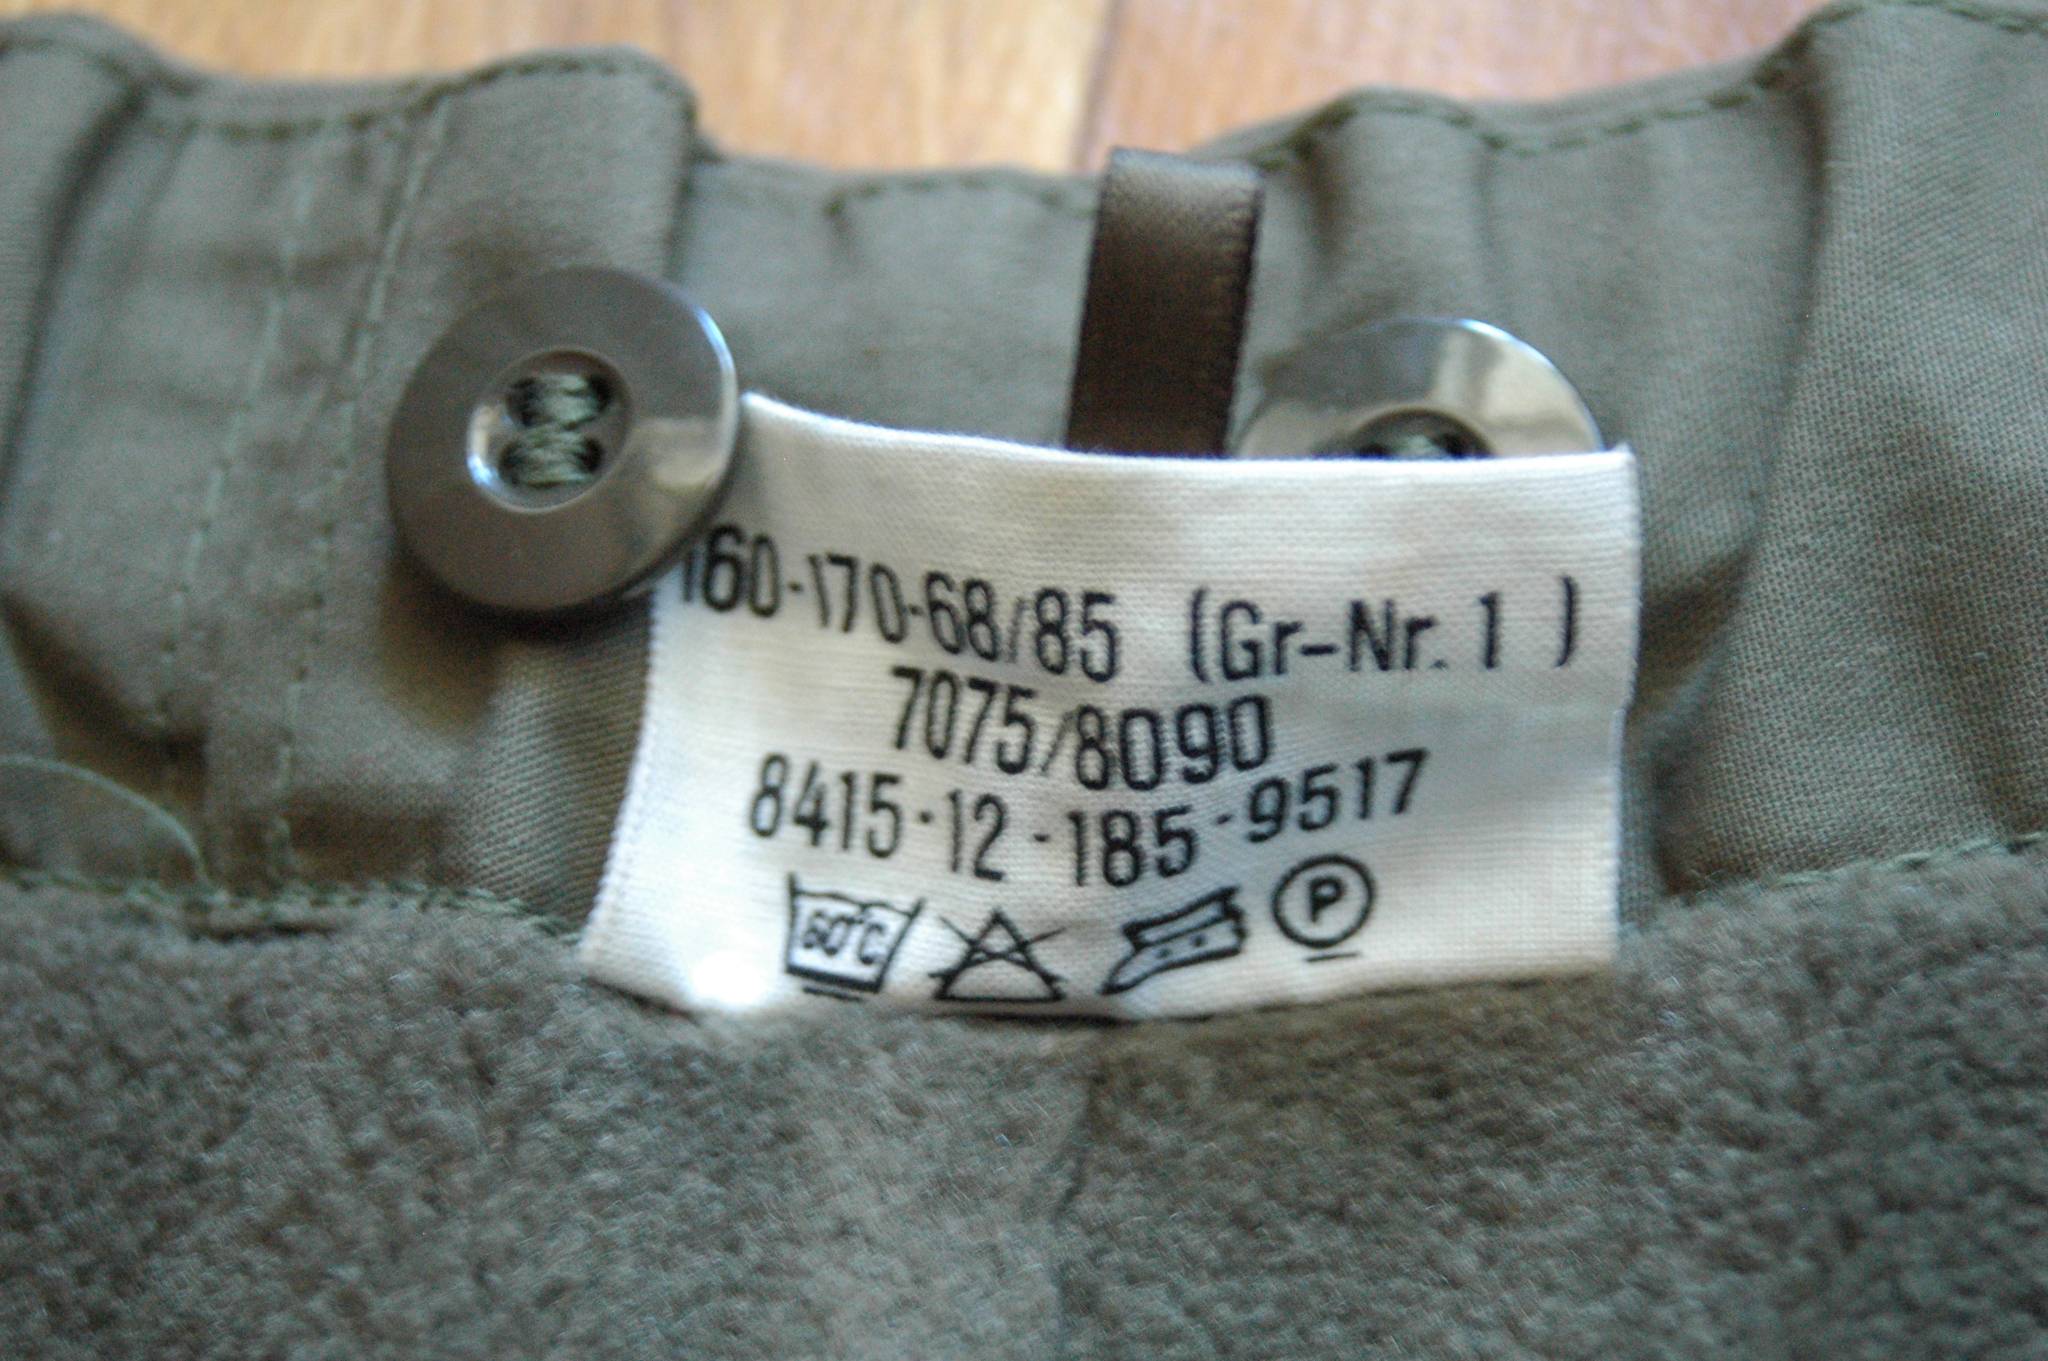 160-170-68/85 (Gr-Nr. 1 )
7075/8090
8415-12-185-9517
60°C P